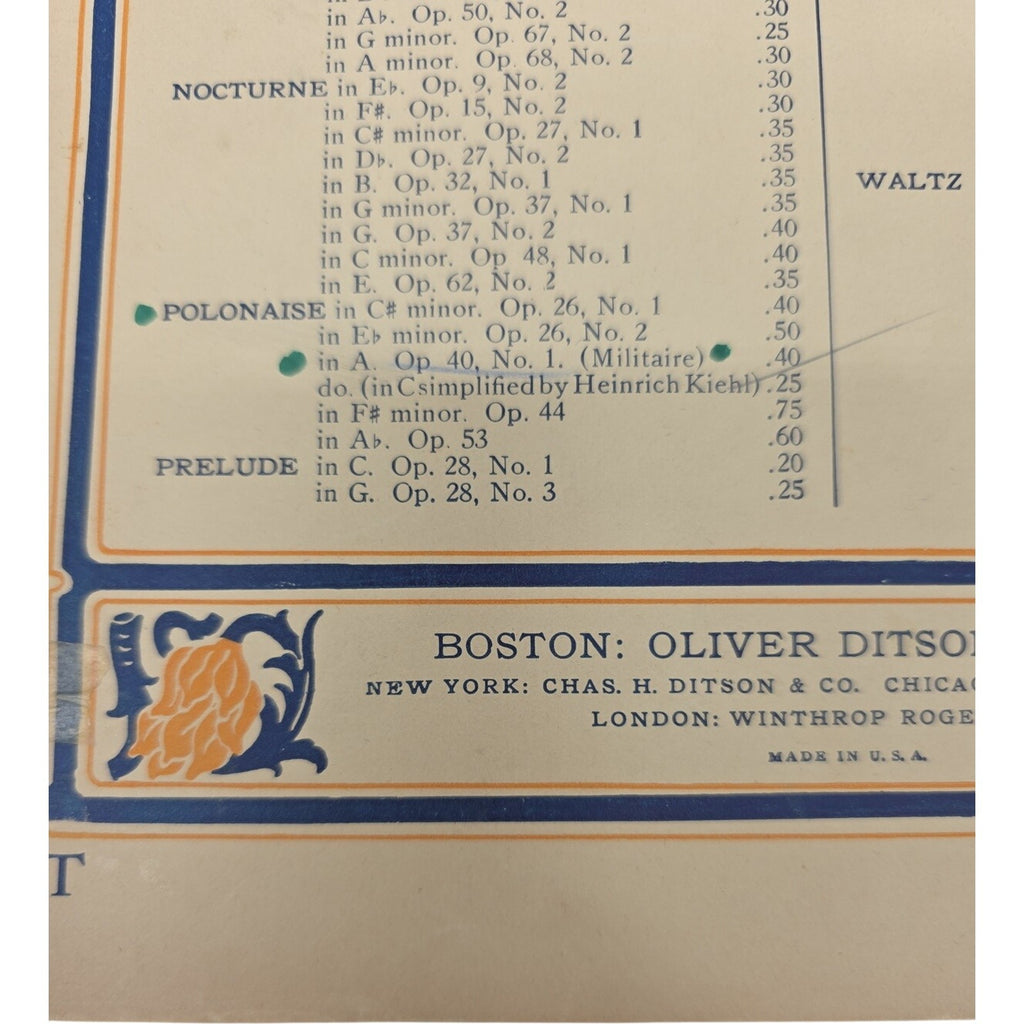 in A♭. Op. 50, No. 2 .30
in G minor. Op. 67, No. 2 .25
in A minor. Op. 68, No. 2 .30
NOCTURNE in E♭. Op. 9, No. 2 .30
in F♯. Op. 15, No. 2 .30
in C♯ minor. Op. 27, No. 1 .35
in D♭. Op. 27, No. 2 .35
in B. Op. 32, No. 1 .35
in G minor. Op. 37, No. 1 .35
in G. Op. 37, No. 2 .40
in C minor. Op 48, No. 1 .40
in E. Op. 62, No. 2 .35
POLONAISE in C♯ minor. Op. 26, No. 1 .40
in E♭ minor. Op. 26, No. 2 .50
in A. Op 40, No. 1. (Militaire) .40
do. (in C simplified by Heinrich Kiehl) .25
in F♯ minor. Op. 44 .75
in A♭. Op. 53 .60
PRELUDE in C. Op. 28, No. 1 .20
in G. Op. 28, No. 3 .25
WALTZ
BOSTON: OLIVER DITSO
NEW YORK: CHAS. H. DITSON & CO. CHICA
LONDON: WINTHROP ROGE
MADE IN U.S.A.
T